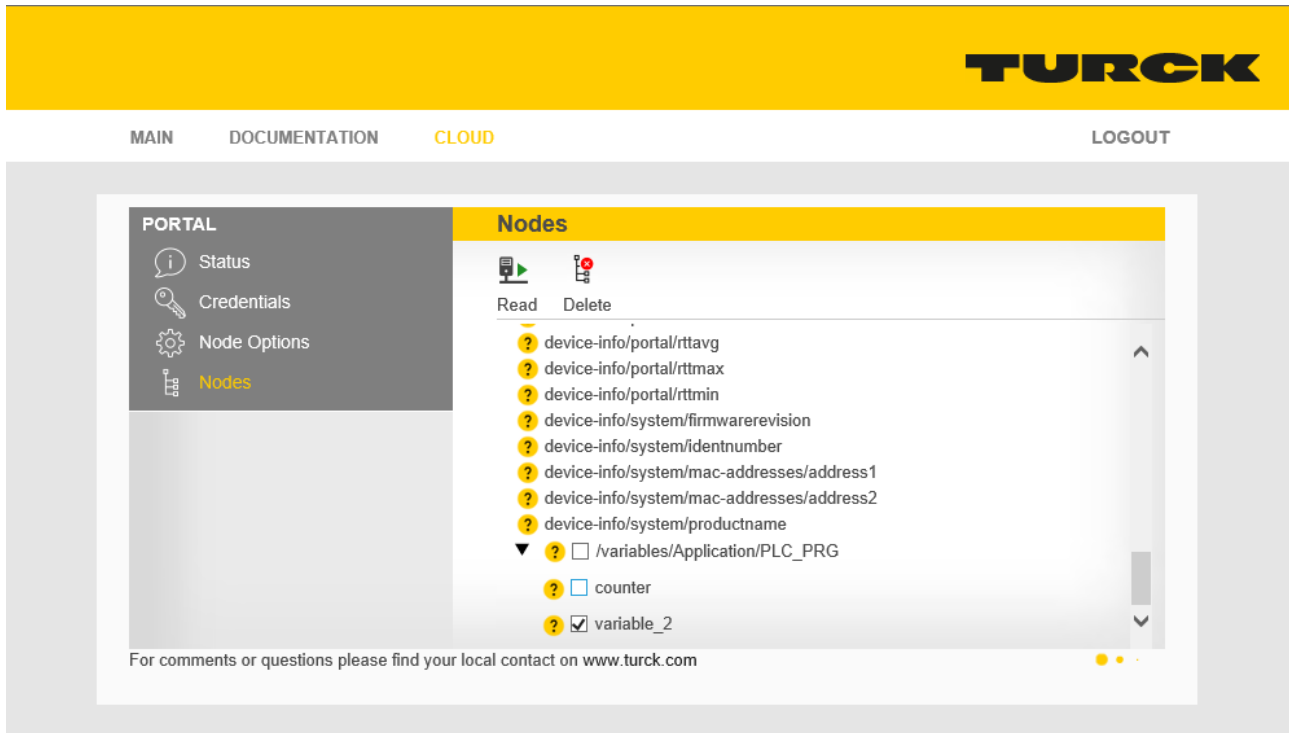 TURCK
MAIN DOCUMENTATION CLOUD LOGOUT
PORTAL
Status
Credentials
Node Options
Nodes
Nodes
Read Delete
device-info/portal/rttavg
device-info/portal/rttmax
device-info/portal/rttmin
device-info/system/firmwarerevision
device-info/system/identnumber
device-info/system/mac-addresses/address1
device-info/system/mac-addresses/address2
device-info/system/productname
/variables/Application/PLC_PRG
counter
variable_2
For comments or questions please find your local contact on www.turck.com